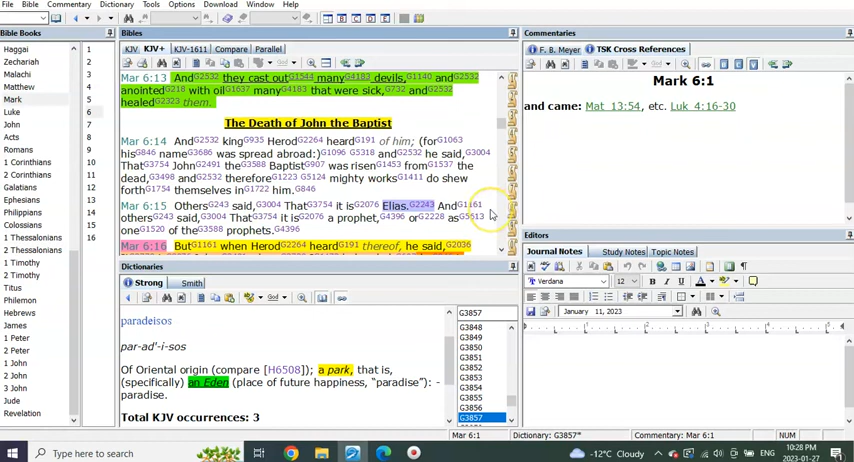 File View Commentary Dictionary Tools Options Download Window Help
B C D E F
Bible Books
Haggai
Zechariah
Malachi
Matthew
Mark
Luke
John
Acts
Romans
1 Corinthians
2 Corinthians
Galatians
Ephesians
Philippians
Colossians
1 Thessalonians
2 Thessalonians
1 Timothy
2 Timothy
Titus
Philemon
Hebrews
James
1 Peter
2 Peter
1 John
2 John
3 John
Jude
Revelation
1
2
3
4
5
6
7
8
9
10
11
12
13
14
15
16
Bibles
KJV KJV+ KJV-1611 Compare Parallel
Mar 6:13 And G2532 they cast out G1544 many G4183 devils, G1140 and G2532
anointed G218 with oil G1637 many G4183 that were sick, G732 and G2532
healed G2323 them.
The Death of John the Baptist
Mar 6:14 And G2532 king G935 Herod G2264 heard G191 of him; (for G1063
his G846 name G3686 was spread abroad:) G1096 G5318 and G2532 he said, G3004
That G3754 John G2491 the G3588 Baptist G907 was risen G1453 from G1537 the
dead, G3498 and G2532 therefore G1223 G5124 mighty works G1411 do shew
forth G1754 themselves in G1722 him. G846
Mar 6:15 Others G243 said, G3004 That G3754 it is G2076 Elias. G2243 And G1161
others G243 said, G3004 That G3754 it is G2076 a prophet, G4396 or G2228 as G5613
one G1520 of the G3588 prophets. G4396
Mar 6:16 But G1161 when Herod G2264 heard G191 thereof, he said, G2036
Dictionaries
Strong Smith
God
paradeisos
par-ad'-i-sos
Of Oriental origin (compare [H6508]); a park, that is,
(specifically) an Eden (place of future happiness, “paradise”): -
paradise.
Total KJV occurrences: 3
G3857
G3848
G3849
G3850
G3851
G3852
G3853
G3854
G3855
G3856
G3857
Commentaries
F. B. Meyer TSK Cross References
Mark 6:1
and came: Mat 13:54, etc. Luk 4:16-30
Editors
Journal Notes Study Notes Topic Notes
Verdana 12 B I U A
January 11, 2023
Mar 6:1 Dictionary: G3857* Commentary: Mar 6:1 NUM
Type here to search
-12°C Cloudy ENG 10:28 PM
2023-01-27